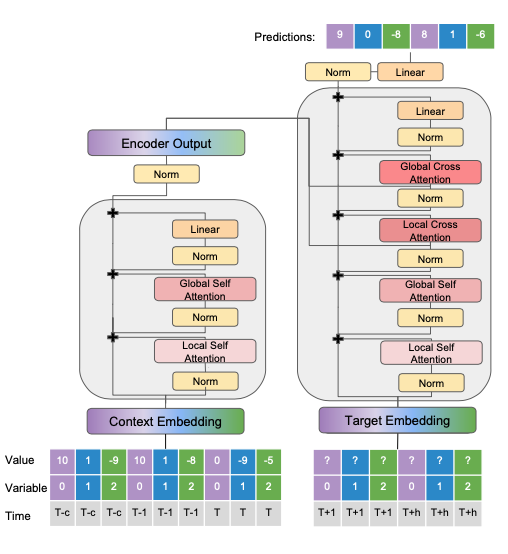 Predictions: 9 0 -8 8 1 -6
Norm Linear
Linear
Norm
Global Cross
Attention
Norm
Local Cross
Attention
Norm
Global Self
Attention
Norm
Local Self
Attention
Norm
Target Embedding
Encoder Output
Norm
Linear
Norm
Global Self
Attention
Norm
Local Self
Attention
Norm
Context Embedding
Value 10 1 -9 10 1 -8 0 -9 -5 ? ? ? ? ? ?
Variable 0 1 2 0 1 2 0 1 2 0 1 2 0 1 2
Time T-c T-c T-c T-1 T-1 T-1 T T T T+1 T+1 T+1 T+h T+h T+h